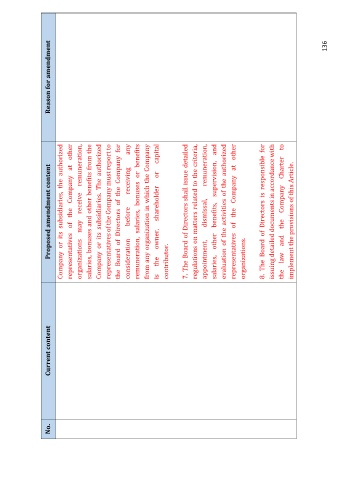 No.
Current content
Proposed amendment content
Reason for amendment
Company or its subsidiaries, the authorized
representatives of the Company at other
organizations may receive remuneration,
salaries, bonuses and other benefits from the
Company or its subsidiaries. The authorized
representatives of the Company must report to
the Board of Directors of the Company for
consideration before receiving any
remuneration, salaries, bonuses or benefits
from any organization in which the Company
is the owner, shareholder or capital
contributor.
7. The Board of Directors shall issue detailed
regulations on matters related to the criteria,
appointment, dismissal, remuneration,
salaries, other benefits, supervision, and
evaluation of the activities of the authorized
representatives of the Company at other
organizations.
8. The Board of Directors is responsible for
issuing detailed documents in accordance with
the law and the Company Charter to
implement the provisions of this Article.
136